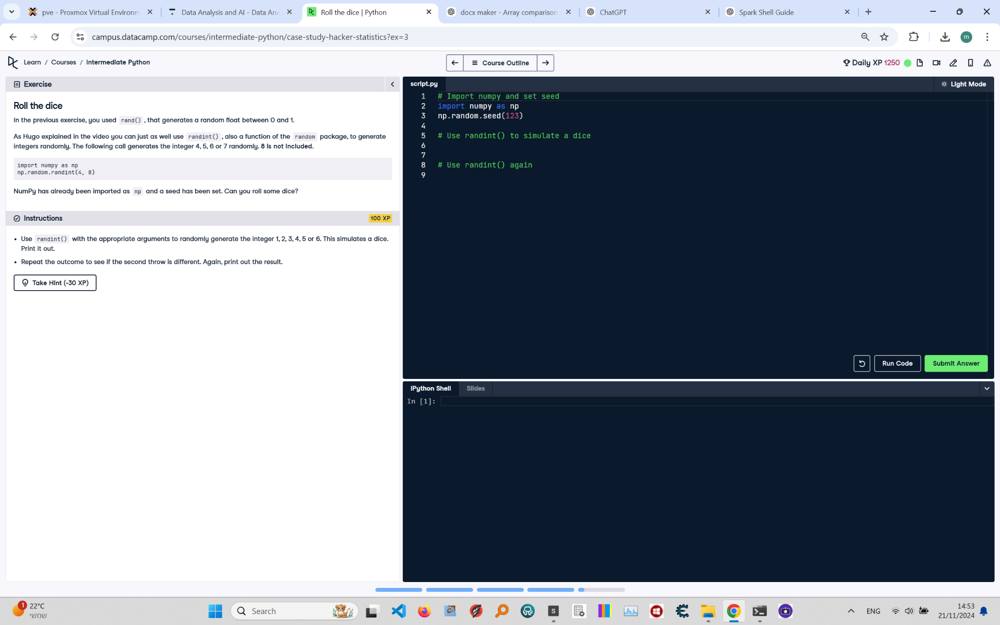 pve - Proxmox Virtual Environm
Data Analysis and AI - Data Ana
Roll the dice | Python
docx maker - Array comparison
ChatGPT
Spark Shell Guide
campus.datacamp.com/courses/intermediate-python/case-study-hacker-statistics?ex=3
m
Learn / Courses / Intermediate Python
Course Outline
Daily XP 1250
Exercise
Roll the dice
In the previous exercise, you used rand() , that generates a random float between 0 and 1.
As Hugo explained in the video you can just as well use randint() , also a function of the random package, to generate
integers randomly. The following call generates the integer 4, 5, 6 or 7 randomly. 8 is not included.
import numpy as np
np.random.randint(4, 8)
NumPy has already been imported as np and a seed has been set. Can you roll some dice?
Instructions
100 XP
• Use randint() with the appropriate arguments to randomly generate the integer 1, 2, 3, 4, 5 or 6. This simulates a dice.
Print it out.
• Repeat the outcome to see if the second throw is different. Again, print out the result.
Take Hint (-30 XP)
script.py
Light Mode
1 # Import numpy and set seed
2 import numpy as np
3 np.random.seed(123)
4
5 # Use randint() to simulate a dice
6
7
8 # Use randint() again
9
Run Code
Submit Answer
IPython Shell
Slides
In [1]:
1
22°C
שמשי
Search
S
ENG
14:53
21/11/2024